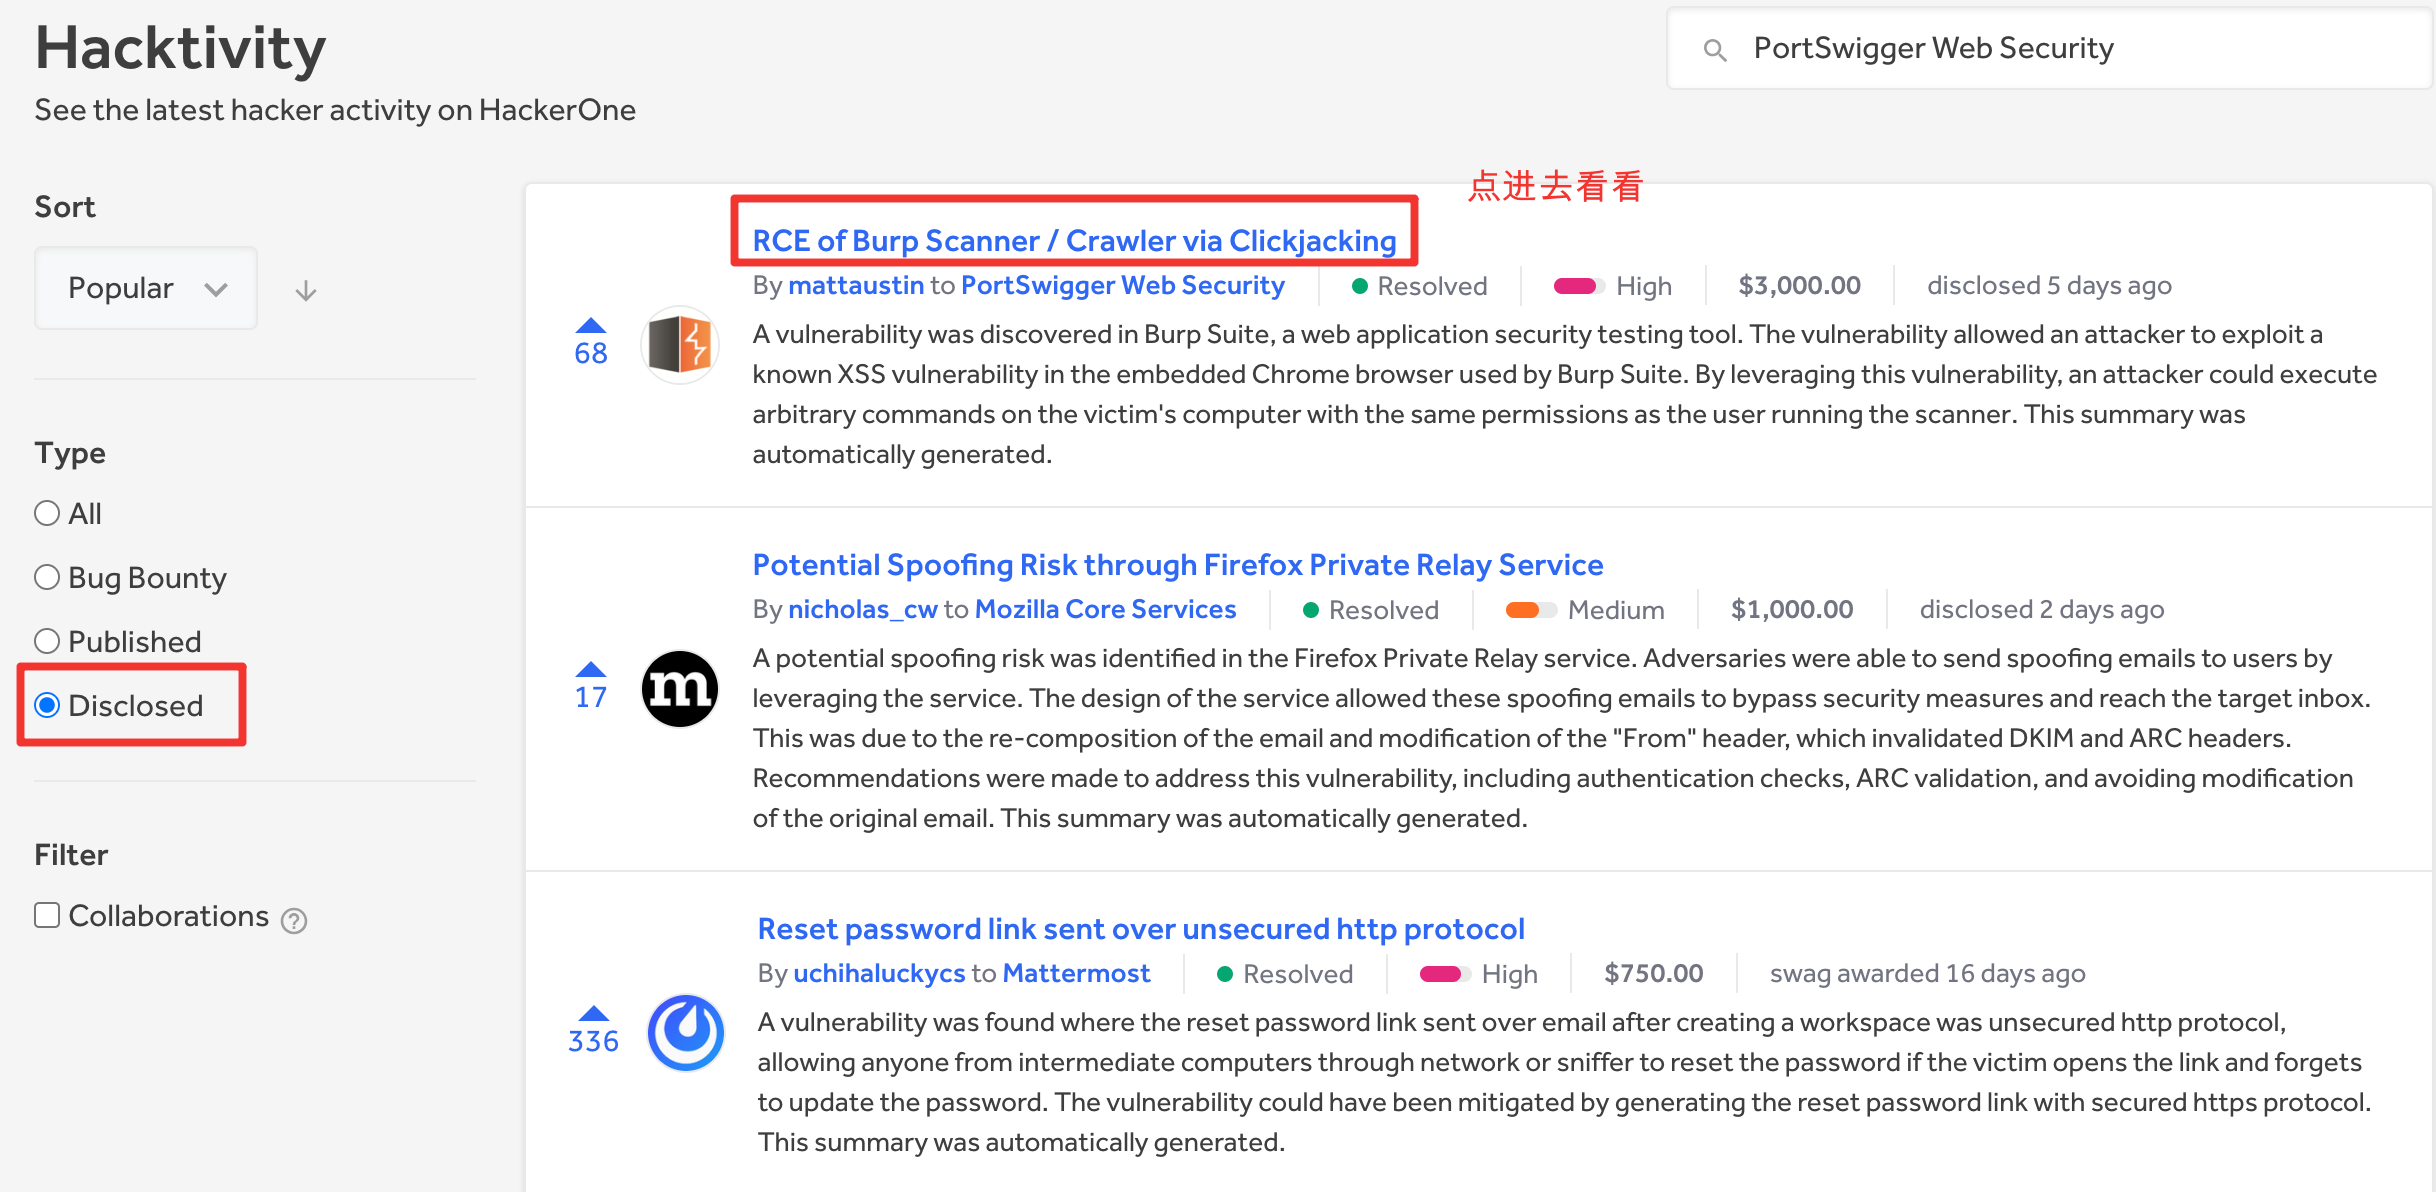 Hacktivity
See the latest hacker activity on HackerOne
PortSwigger Web Security
Sort
Popular
Type
All
Bug Bounty
Published
Disclosed
Filter
Collaborations ?
点进去看看
RCE of Burp Scanner / Crawler via Clickjacking
By mattaustin to PortSwigger Web Security Resolved High $3,000.00 disclosed 5 days ago
68
A vulnerability was discovered in Burp Suite, a web application security testing tool. The vulnerability allowed an attacker to exploit a
known XSS vulnerability in the embedded Chrome browser used by Burp Suite. By leveraging this vulnerability, an attacker could execute
arbitrary commands on the victim's computer with the same permissions as the user running the scanner. This summary was
automatically generated.
Potential Spoofing Risk through Firefox Private Relay Service
By nicholas_cw to Mozilla Core Services Resolved Medium $1,000.00 disclosed 2 days ago
17
m
A potential spoofing risk was identified in the Firefox Private Relay service. Adversaries were able to send spoofing emails to users by
leveraging the service. The design of the service allowed these spoofing emails to bypass security measures and reach the target inbox.
This was due to the re-composition of the email and modification of the "From" header, which invalidated DKIM and ARC headers.
Recommendations were made to address this vulnerability, including authentication checks, ARC validation, and avoiding modification
of the original email. This summary was automatically generated.
Reset password link sent over unsecured http protocol
By uchihaluckycs to Mattermost Resolved High $750.00 swag awarded 16 days ago
336
A vulnerability was found where the reset password link sent over email after creating a workspace was unsecured http protocol,
allowing anyone from intermediate computers through network or sniffer to reset the password if the victim opens the link and forgets
to update the password. The vulnerability could have been mitigated by generating the reset password link with secured https protocol.
This summary was automatically generated.